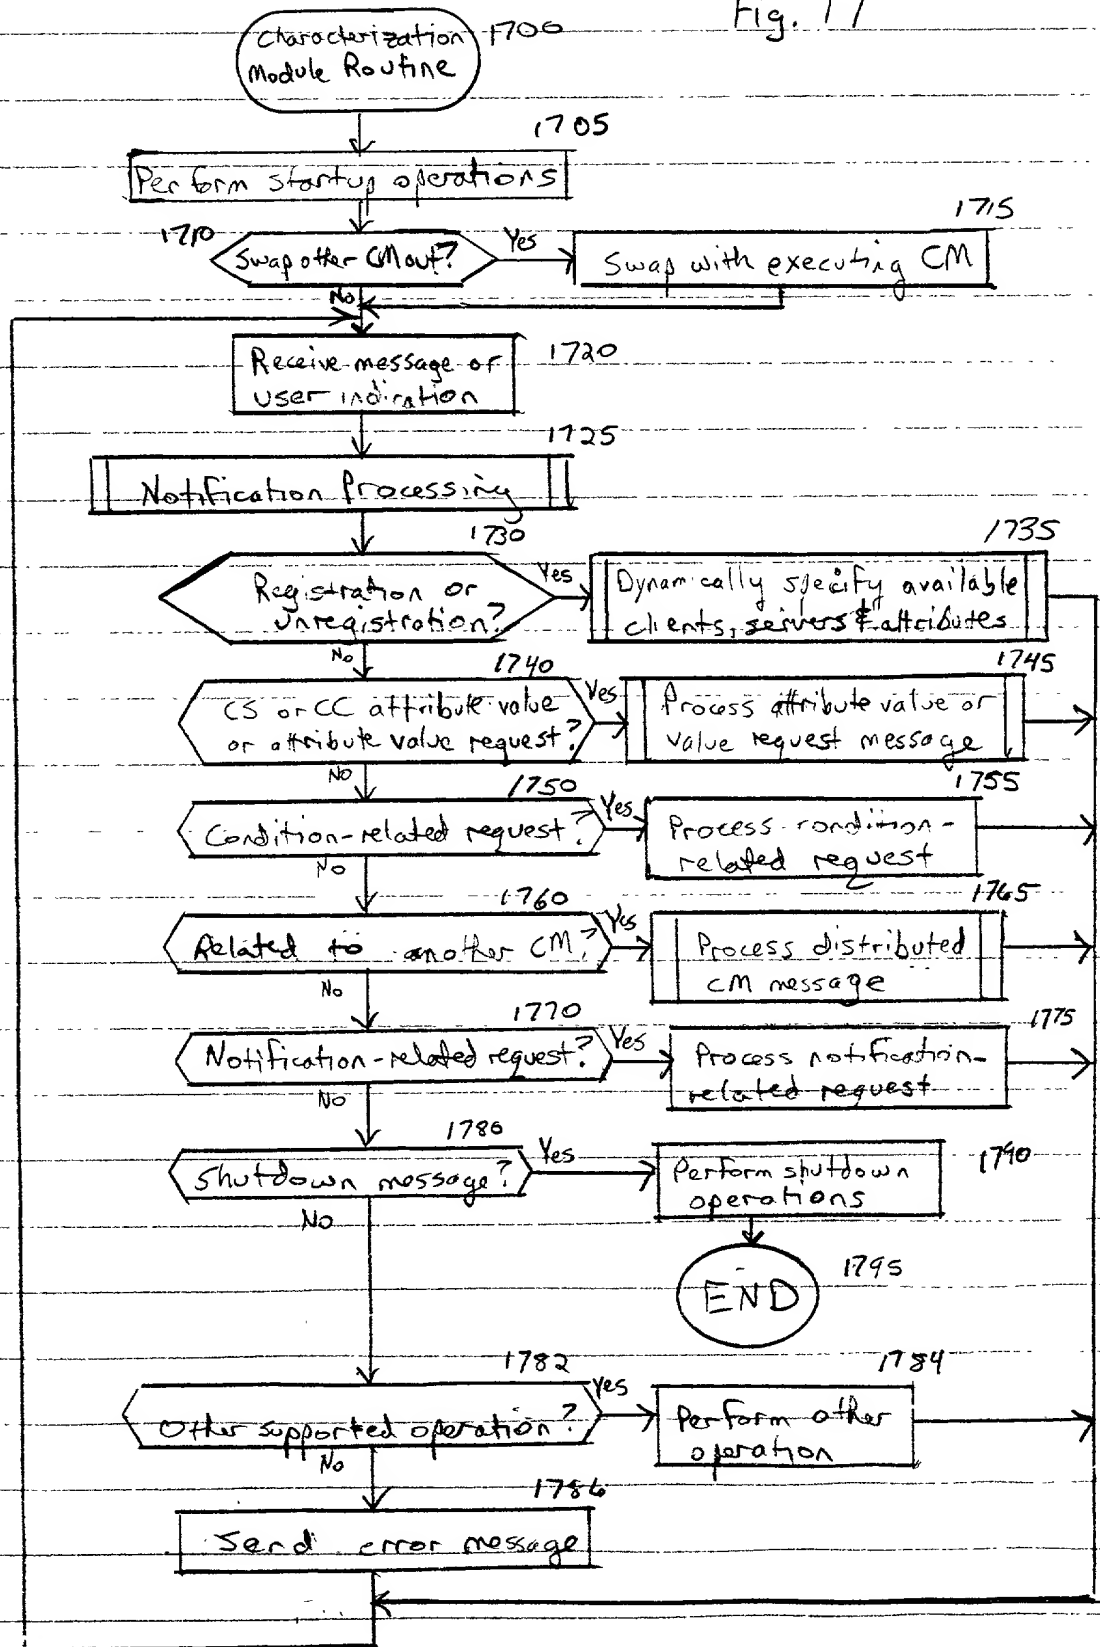 Fig. 17
Characterization 1700
Module Routine
1705
Perform startup operations
1710
Swap other CM out?
Yes
1715
Swap with executing CM
No
Receive message or
user indication
1720
1725
Notification Processing
1730
Registration or
unregistration?
Yes
1735
Dynamically specify available
clients, servers & attributes
No
1740
CS or CC attribute value
or attribute value request?
Yes
1745
Process attribute value or
value request message
No
1750
Condition-related request?
Yes
1755
Process condition-
related request
No
1760
Related to another CM?
Yes
1765
Process distributed
CM message
No
1770
Notification-related request?
Yes
1775
Process notification-
related request
No
1780
Shutdown message?
Yes
1790
Perform shutdown
operations
No
END
1795
1782
Other supported operation?
Yes
1784
Perform other
operation
No
1786
Send error message